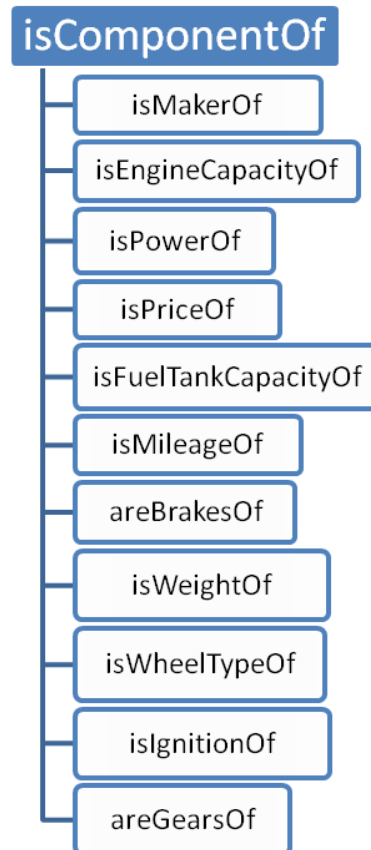 isComponentOf
isMakerOf
isEngineCapacityOf
isPowerOf
isPriceOf
isFuelTankCapacityOf
isMileageOf
areBrakesOf
isWeightOf
isWheelTypeOf
isIgnitionOf
areGearsOf